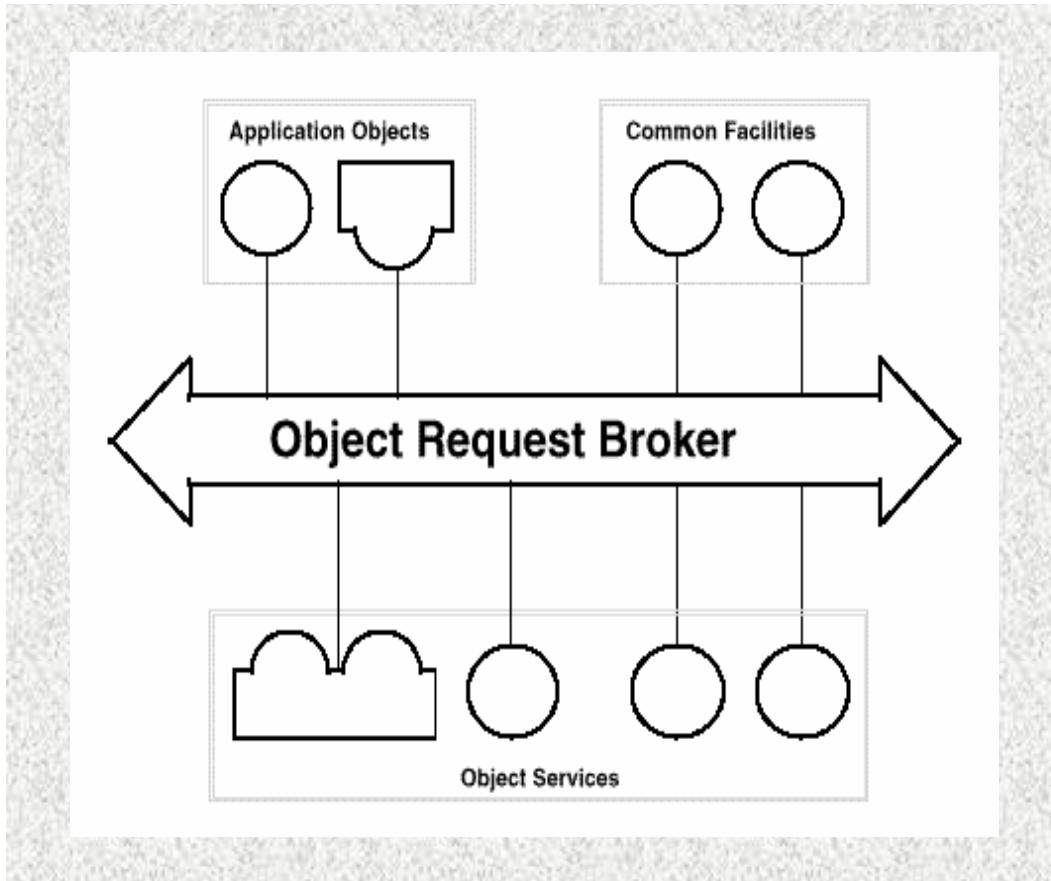 Application Objects
Common Facilities
Object Request Broker
Object Services